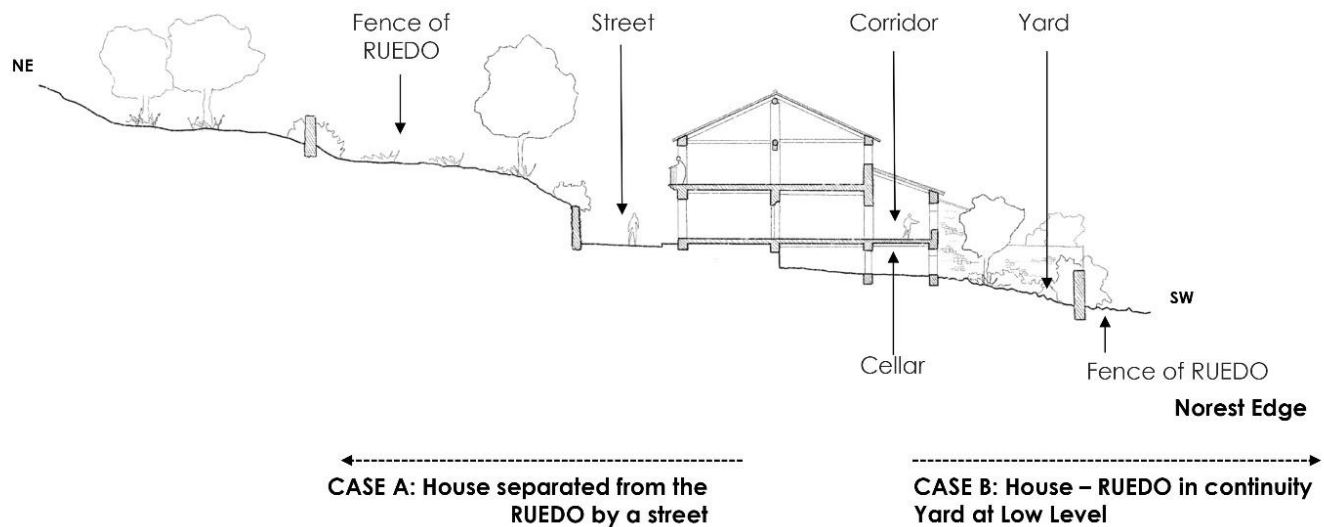 Fence of
RUEDO
Street
Corridor
Yard
NE
SW
Cellar
Fence of RUEDO
Norest Edge
CASE A: House separated from the
RUEDO by a street
CASE B: House – RUEDO in continuity
Yard at Low Level